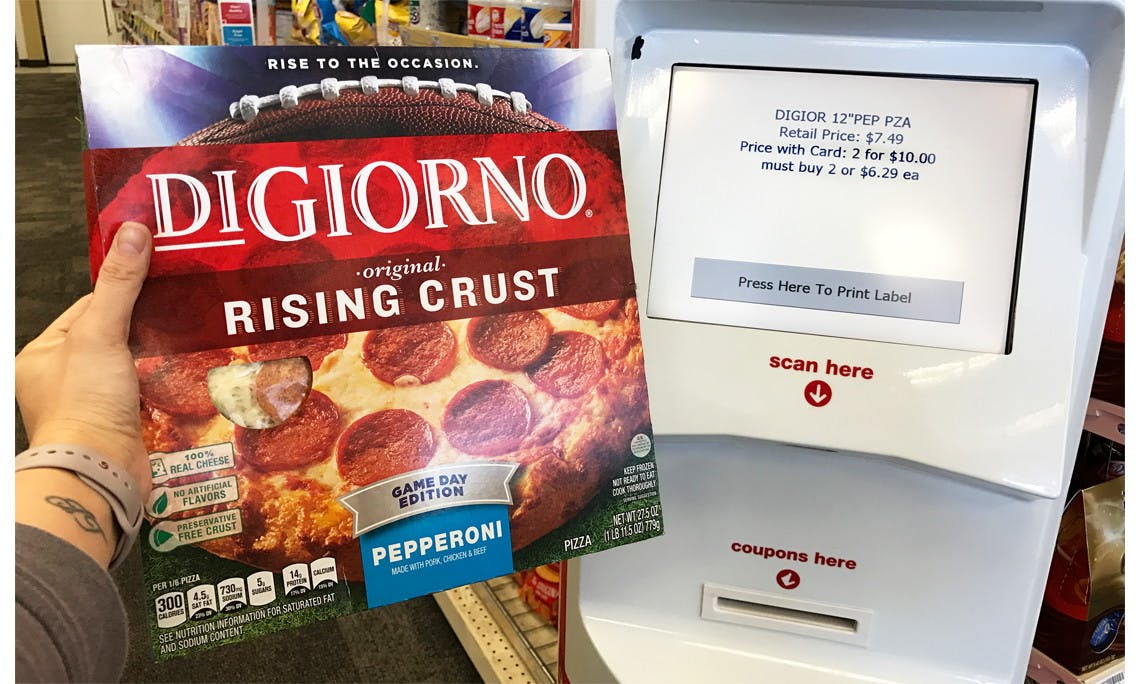 RISE TO THE OCCASION.
DIGIORNO®
·original·
RISING CRUST
100%
REAL CHEESE
NO ARTIFICIAL
FLAVORS
PRESERVATIVE
FREE CRUST
GAME DAY
EDITION
PEPPERONI
MADE WITH PORK, CHICKEN & BEEF
KEEP FROZEN
NOT READY TO EAT
COOK THOROUGHLY
PIZZA
NET WT 27.5 OZ
(1 LB 11.5 OZ) 779g
PER 1/6 PIZZA
300
CALORIES
4.5g
SAT FAT
730mg
SODIUM
5g
SUGARS
14g
PROTEIN
CALCIUM
SEE NUTRITION INFORMATION FOR SATURATED FAT
AND SODIUM CONTENT
DIGIOR 12"PEP PZA
Retail Price: $7.49
Price with Card: 2 for $10.00
must buy 2 or $6.29 ea
Press Here To Print Label
scan here
coupons here